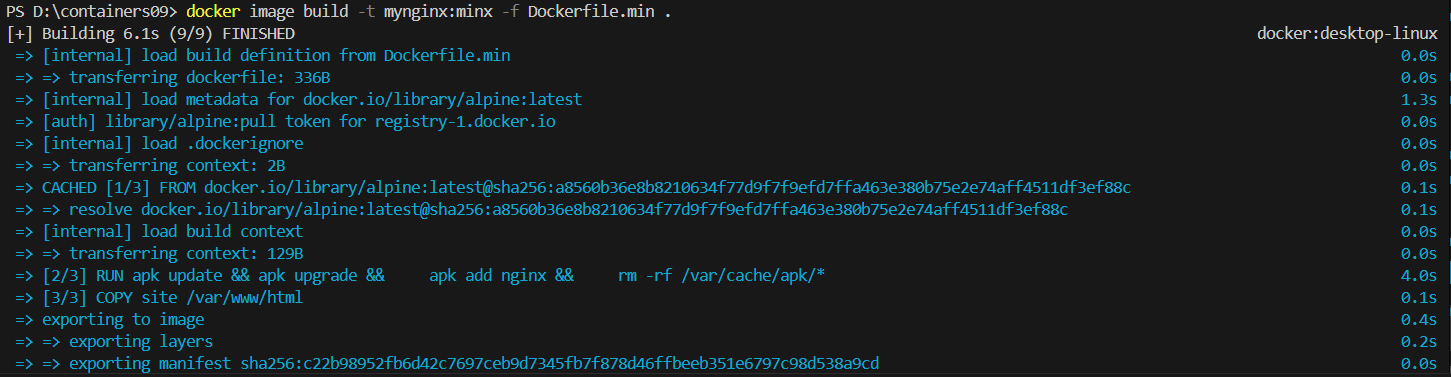 PS D:\containers09> docker image build -t mynginx:minx -f Dockerfile.min .
[+] Building 6.1s (9/9) FINISHED docker:desktop-linux
=> [internal] load build definition from Dockerfile.min 0.0s
=> => transferring dockerfile: 336B 0.0s
=> [internal] load metadata for docker.io/library/alpine:latest 1.3s
=> [auth] library/alpine:pull token for registry-1.docker.io 0.0s
=> [internal] load .dockerignore 0.0s
=> => transferring context: 2B 0.0s
=> CACHED [1/3] FROM docker.io/library/alpine:latest@sha256:a8560b36e8b8210634f77d9f7f9efd7ffa463e380b75e2e74aff4511df3ef88c 0.1s
=> => resolve docker.io/library/alpine:latest@sha256:a8560b36e8b8210634f77d9f7f9efd7ffa463e380b75e2e74aff4511df3ef88c 0.1s
=> [internal] load build context 0.0s
=> => transferring context: 129B 0.0s
=> [2/3] RUN apk update && apk upgrade &&     apk add nginx &&     rm -rf /var/cache/apk/* 4.0s
=> [3/3] COPY site /var/www/html 0.1s
=> exporting to image 0.4s
=> => exporting layers 0.2s
=> => exporting manifest sha256:c22b98952fb6d42c7697ceb9d7345fb7f878d46ffbeeb351e6797c98d538a9cd 0.0s